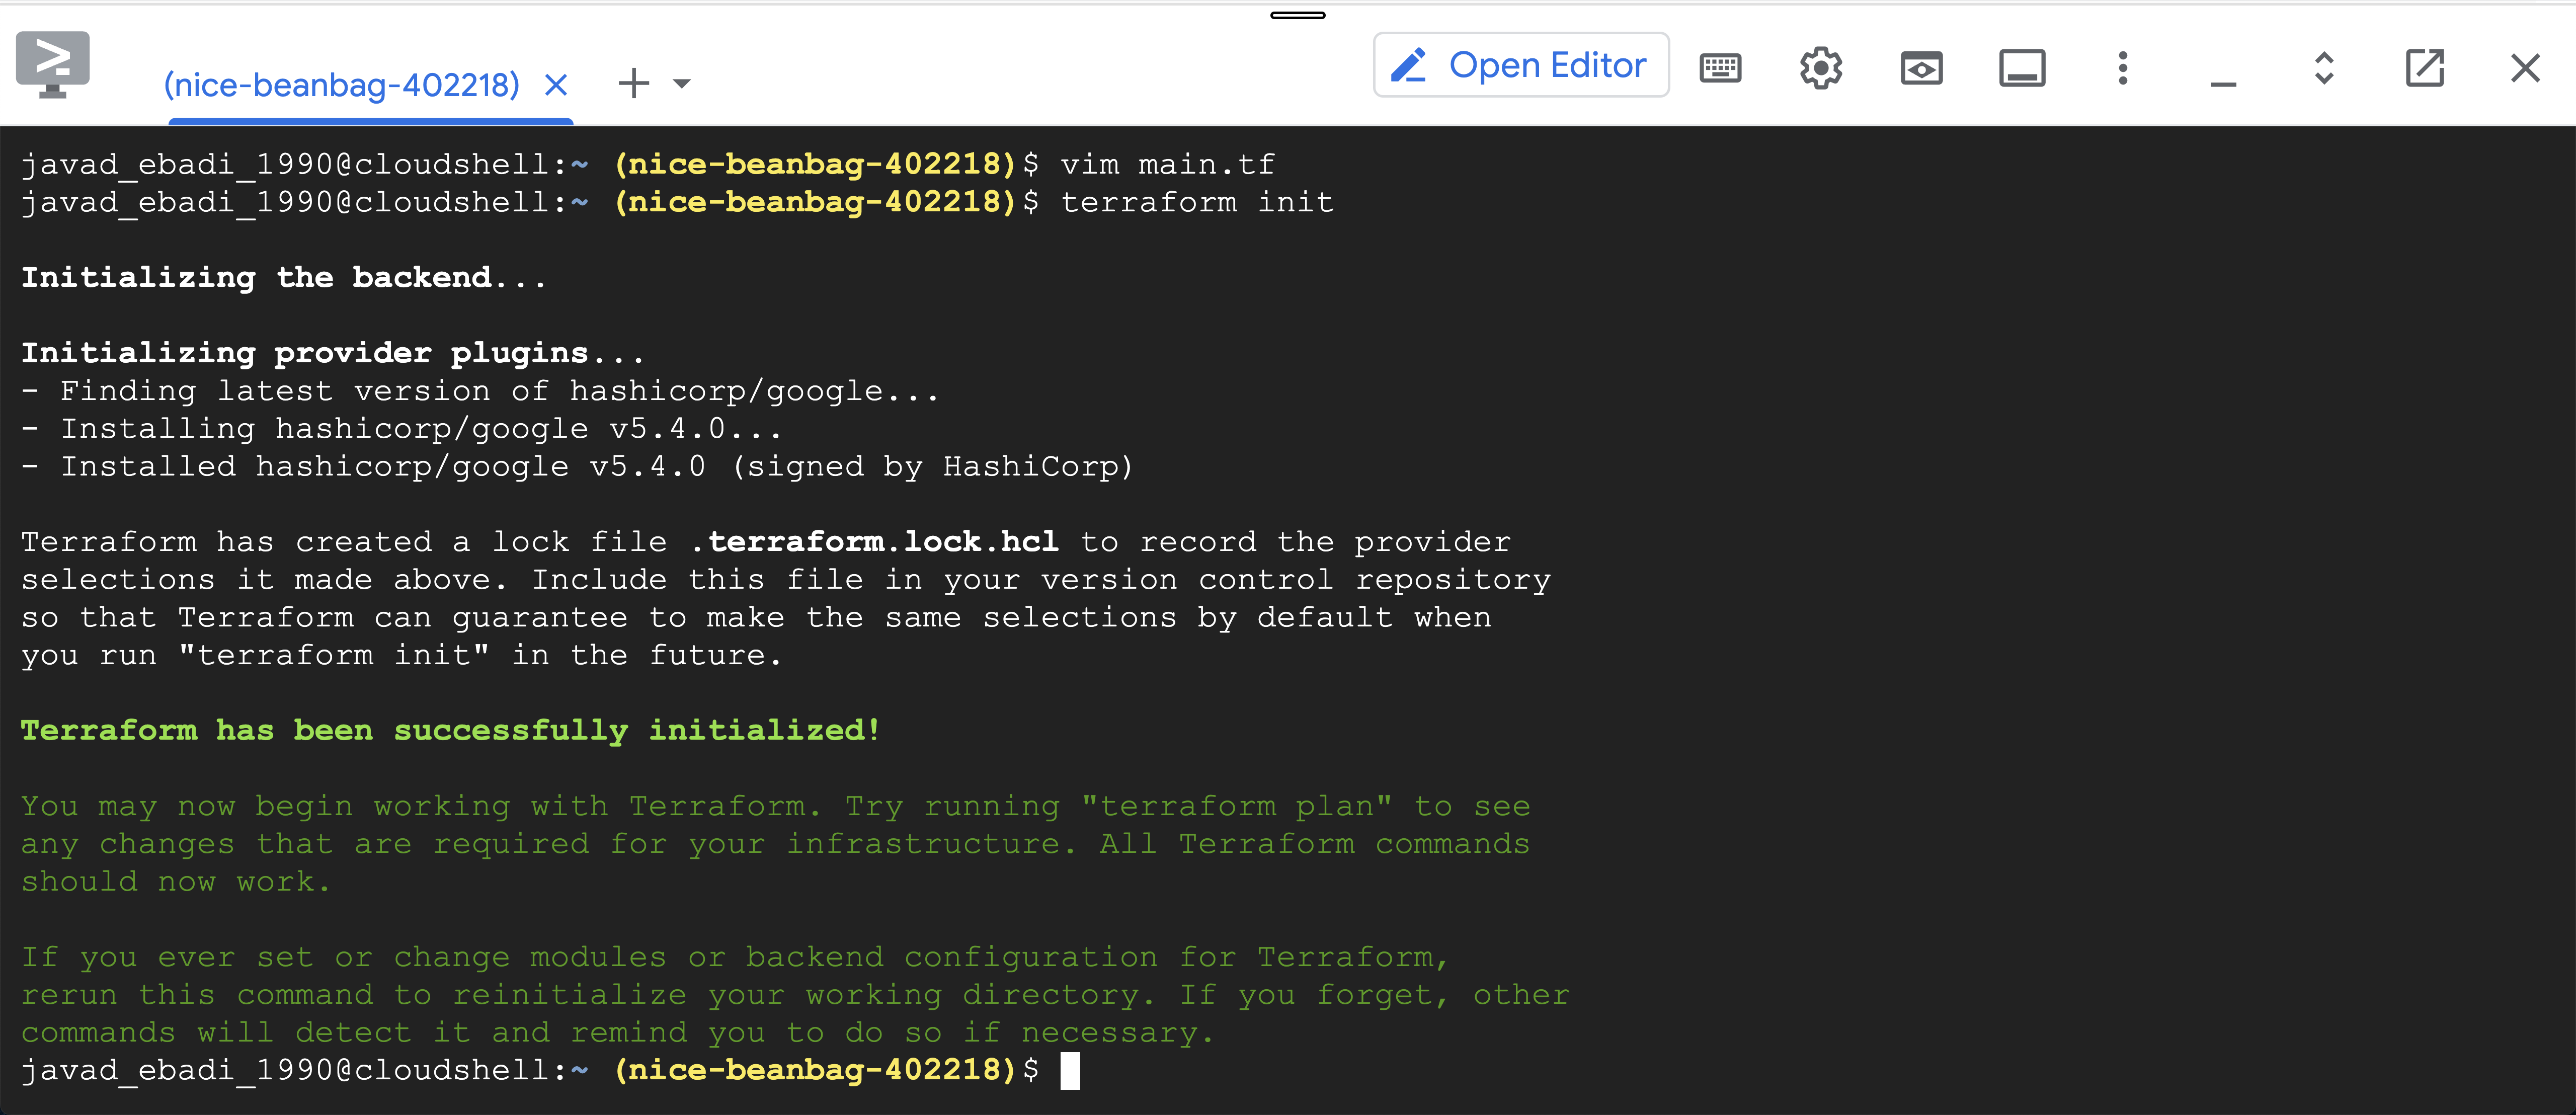 (nice-beanbag-402218)
Open Editor
javad_ebadi_1990@cloudshell:~ (nice-beanbag-402218)$ vim main.tf
javad_ebadi_1990@cloudshell:~ (nice-beanbag-402218)$ terraform init
Initializing the backend...
Initializing provider plugins...
- Finding latest version of hashicorp/google...
- Installing hashicorp/google v5.4.0...
- Installed hashicorp/google v5.4.0 (signed by HashiCorp)
Terraform has created a lock file .terraform.lock.hcl to record the provider
selections it made above. Include this file in your version control repository
so that Terraform can guarantee to make the same selections by default when
you run "terraform init" in the future.
Terraform has been successfully initialized!
You may now begin working with Terraform. Try running "terraform plan" to see
any changes that are required for your infrastructure. All Terraform commands
should now work.
If you ever set or change modules or backend configuration for Terraform,
rerun this command to reinitialize your working directory. If you forget, other
commands will detect it and remind you to do so if necessary.
javad_ebadi_1990@cloudshell:~ (nice-beanbag-402218)$